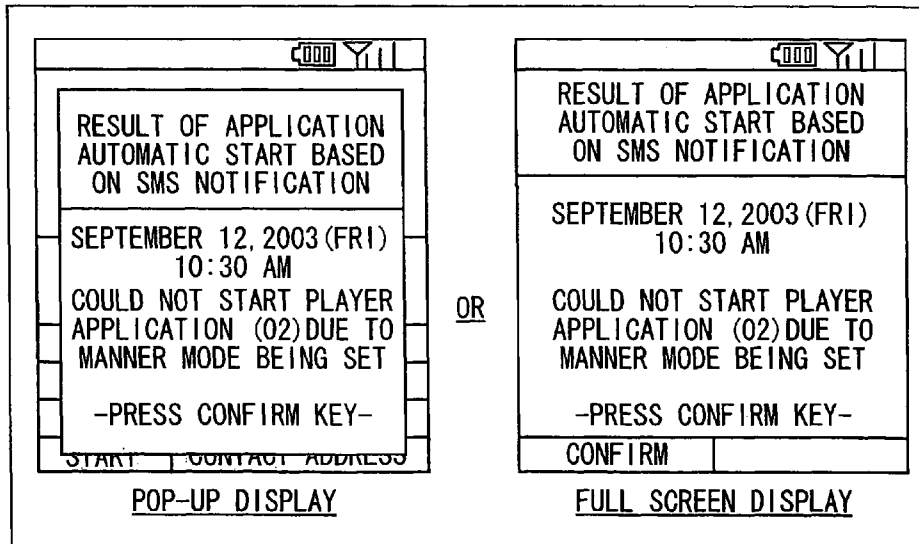 RESULT OF APPLICATION
AUTOMATIC START BASED
ON SMS NOTIFICATION
SEPTEMBER 12, 2003 (FRI)
10:30 AM
COULD NOT START PLAYER
APPLICATION (02) DUE TO
MANNER MODE BEING SET
-PRESS CONFIRM KEY-
START CONTACT ADDRESS
POP-UP DISPLAY
OR
RESULT OF APPLICATION
AUTOMATIC START BASED
ON SMS NOTIFICATION
SEPTEMBER 12, 2003 (FRI)
10:30 AM
COULD NOT START PLAYER
APPLICATION (02) DUE TO
MANNER MODE BEING SET
-PRESS CONFIRM KEY-
CONFIRM
FULL SCREEN DISPLAY